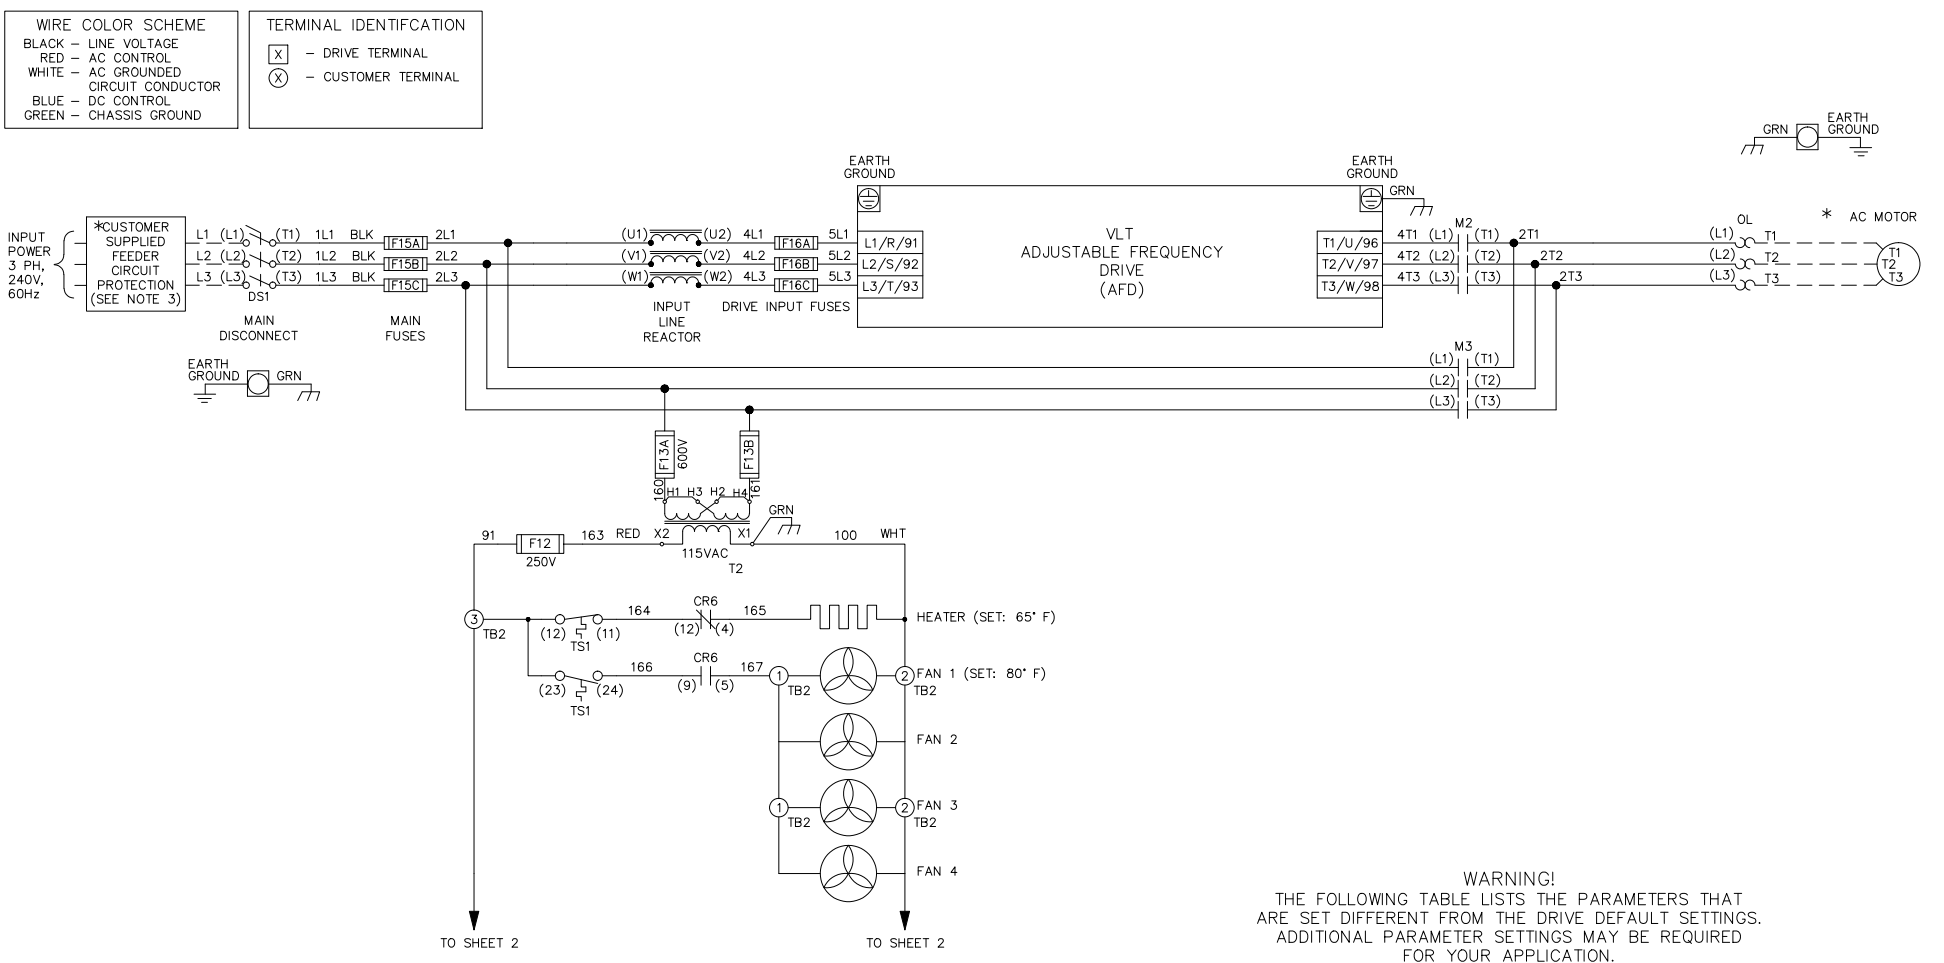 WIRE COLOR SCHEME
BLACK – LINE VOLTAGE
RED – AC CONTROL
WHITE – AC GROUNDED
CIRCUIT CONDUCTOR
BLUE – DC CONTROL
GREEN – CHASSIS GROUND
TERMINAL IDENTIFCATION
X – DRIVE TERMINAL
X – CUSTOMER TERMINAL
GRN
EARTH
GROUND
EARTH
GROUND
EARTH
GROUND
GRN
INPUT
POWER
3 PH,
240V,
60Hz
*CUSTOMER
SUPPLIED
FEEDER
CIRCUIT
PROTECTION
(SEE NOTE 3)
L1 (L1) (T1) 1L1 BLK F15A 2L1
L2 (L2) (T2) 1L2 BLK F15B 2L2
L3 (L3) (T3) 1L3 BLK F15C 2L3
DS1
MAIN
DISCONNECT
MAIN
FUSES
(U1) (U2) 4L1 F16A 5L1 L1/R/91
(V1) (V2) 4L2 F16B 5L2 L2/S/92
(W1) (W2) 4L3 F16C 5L3 L3/T/93
INPUT
LINE
REACTOR
DRIVE INPUT FUSES
VLT
ADJUSTABLE FREQUENCY
DRIVE
(AFD)
M2
T1/U/96 4T1 (L1) (T1) 2T1
T2/V/97 4T2 (L2) (T2) 2T2
T3/W/98 4T3 (L3) (T3) 2T3
OL
* AC MOTOR
(L1) T1
(L2) T2
(L3) T3
T1
T2
T3
EARTH
GROUND
GRN
M3
(L1) (T1)
(L2) (T2)
(L3) (T3)
F13A
600V
F13B
160
161
H1 H3 H2 H4
GRN
91 F12 163 RED X2 X1 100 WHT
250V
115VAC
T2
3
TB2
(12) (11)
TS1
164
CR6
(12) (4)
165
HEATER (SET: 65° F)
(23) (24)
TS1
166
CR6
(9) (5)
167
1
TB2
2
TB2
FAN 1 (SET: 80° F)
FAN 2
1
TB2
2
TB2
FAN 3
FAN 4
TO SHEET 2
TO SHEET 2
WARNING!
THE FOLLOWING TABLE LISTS THE PARAMETERS THAT
ARE SET DIFFERENT FROM THE DRIVE DEFAULT SETTINGS.
ADDITIONAL PARAMETER SETTINGS MAY BE REQUIRED
FOR YOUR APPLICATION.